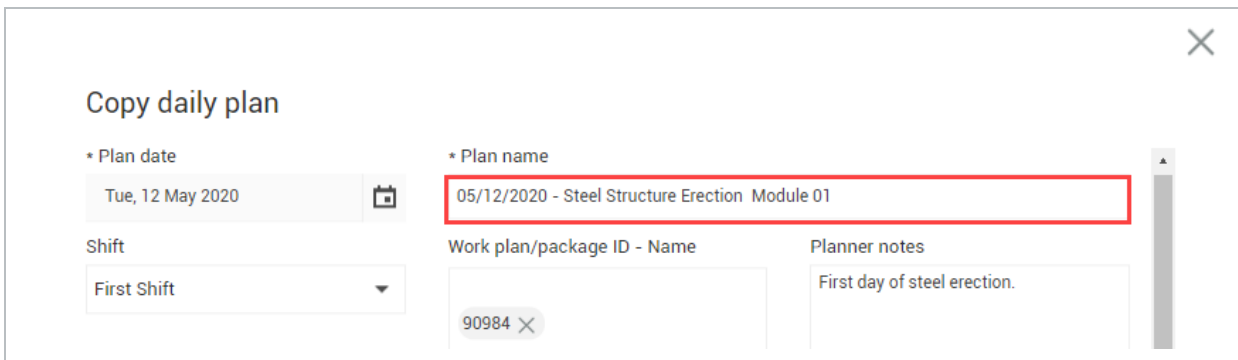 Copy daily plan
* Plan date
* Plan name
Tue, 12 May 2020
05/12/2020 - Steel Structure Erection  Module 01
Shift
Work plan/package ID - Name
Planner notes
First Shift
First day of steel erection.
90984